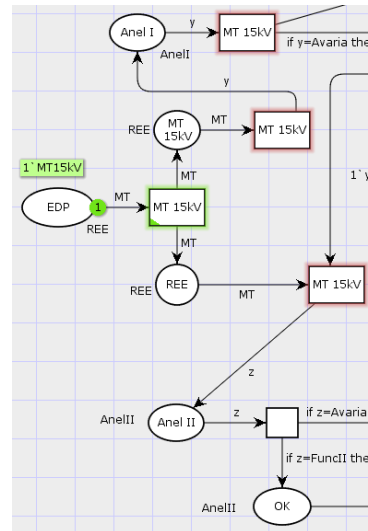 y
Anel I
MT 15kV
AnelI
if y=Avaria the
y
REE
MT
15kV
MT
MT 15kV
1`MT15kV
MT
EDP
1
MT
MT 15kV
REE
MT
1`y
REE
REE
MT
MT 15kV
z
AnelII
Anel II
z
if z=Avaria
if z=FuncII the
AnelII
OK